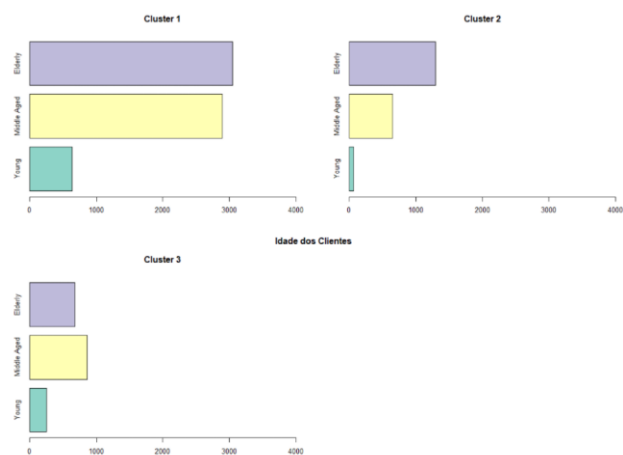 Cluster 1
Elderly
Middle Aged
Young
0 1000 2000 3000 4000
Cluster 2
Elderly
Middle Aged
Young
0 1000 2000 3000 4000
Idade dos Clientes
Cluster 3
Elderly
Middle Aged
Young
0 1000 2000 3000 4000